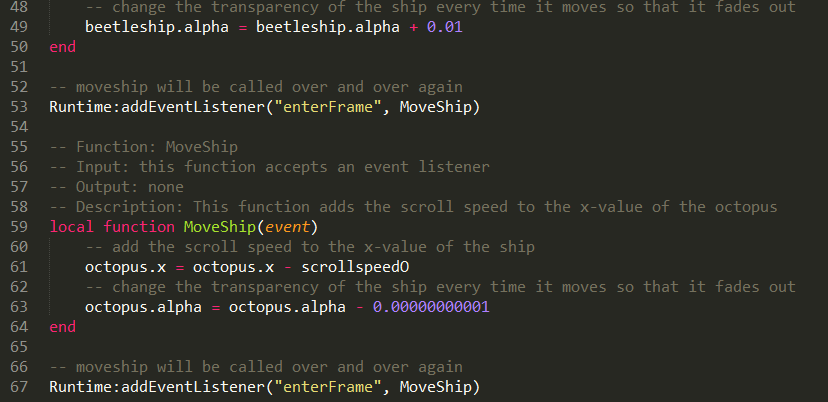 48 -- change the transparency of the ship every time it moves so that it fades out
49 beetleship.alpha = beetleship.alpha + 0.01
50 end
51
52 -- moveship will be called over and over again
53 Runtime:addEventListener("enterFrame", MoveShip)
54
55 -- Function: MoveShip
56 -- Input: this function accepts an event listener
57 -- Output: none
58 -- Description: This function adds the scroll speed to the x-value of the octopus
59 local function MoveShip(event)
60 -- add the scroll speed to the x-value of the ship
61 octopus.x = octopus.x - scrollspeedO
62 -- change the transparency of the ship every time it moves so that it fades out
63 octopus.alpha = octopus.alpha - 0.00000000001
64 end
65
66 -- moveship will be called over and over again
67 Runtime:addEventListener("enterFrame", MoveShip)